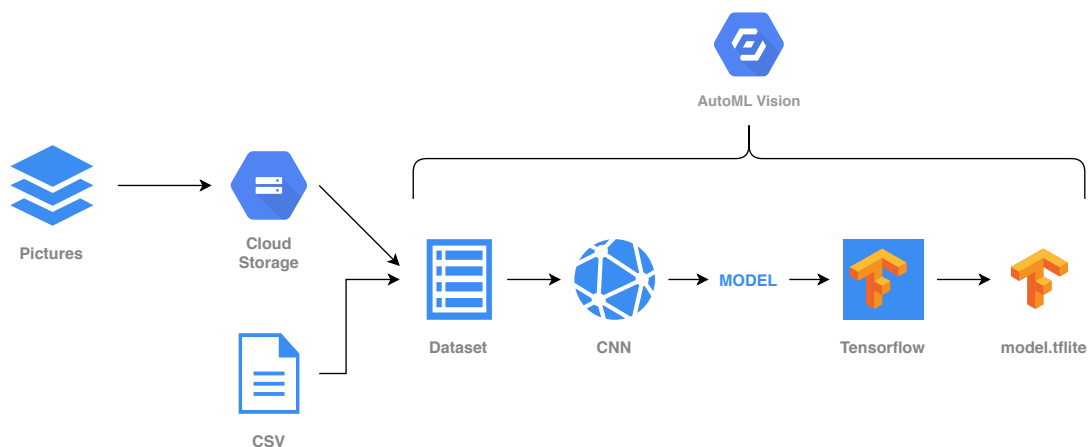 AutoML Vision
Pictures
Cloud
Storage
CSV
Dataset
CNN
MODEL
Tensorflow
model.tflite